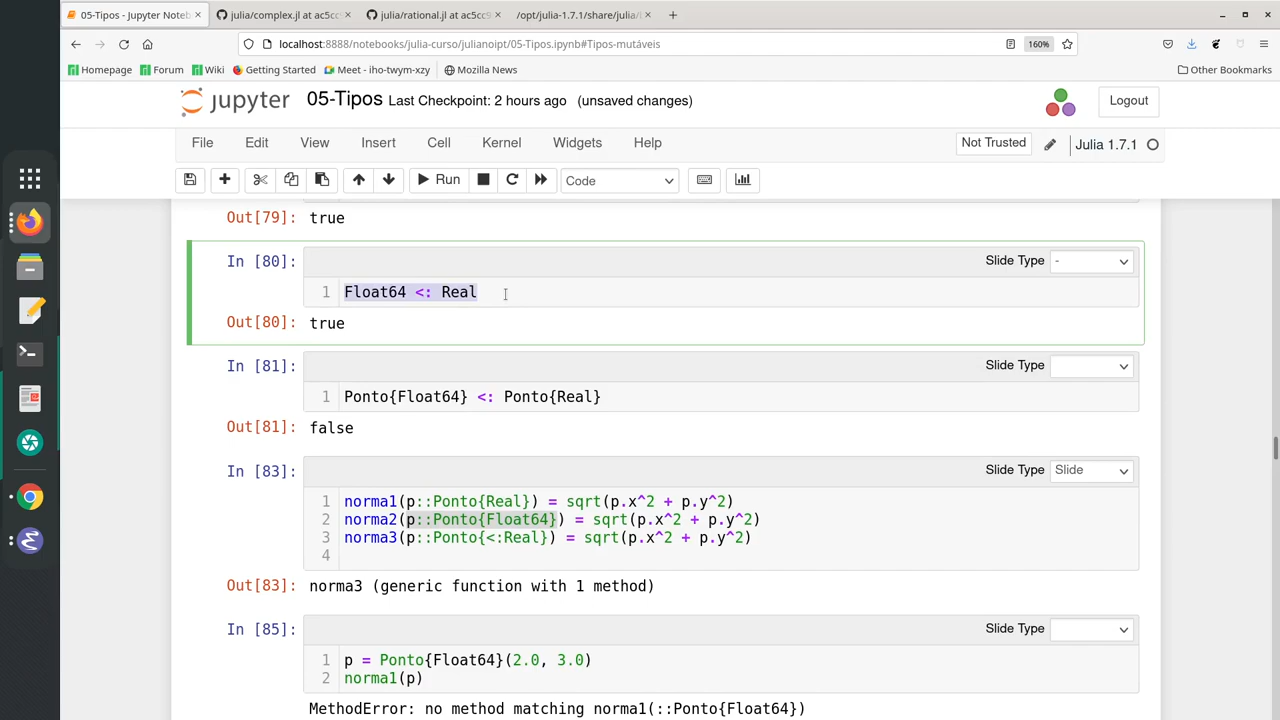 05-Tipos - Jupyter Noteb
julia/complex.jl at ac5cc
julia/rational.jl at ac5cc9
/opt/julia-1.7.1/share/julia/
localhost:8888/notebooks/julia-curso/julianoipt/05-Tipos.ipynb#Tipos-mutáveis
160%
Homepage
Forum
Wiki
Getting Started
Meet - iho-twym-xzy
Mozilla News
Other Bookmarks
jupyter
05-Tipos
Last Checkpoint: 2 hours ago
(unsaved changes)
Logout
File
Edit
View
Insert
Cell
Kernel
Widgets
Help
Not Trusted
Julia 1.7.1
Run
Code
Out[79]: true
In [80]:
Slide Type -
1 Float64 <: Real
Out[80]: true
In [81]:
Slide Type
1 Ponto{Float64} <: Ponto{Real}
Out[81]: false
In [83]:
Slide Type Slide
1 norma1(p::Ponto{Real}) = sqrt(p.x^2 + p.y^2)
2 norma2(p::Ponto{Float64}) = sqrt(p.x^2 + p.y^2)
3 norma3(p::Ponto{<:Real}) = sqrt(p.x^2 + p.y^2)
4
Out[83]: norma3 (generic function with 1 method)
In [85]:
Slide Type
1 p = Ponto{Float64}(2.0, 3.0)
2 norma1(p)
MethodError: no method matching norma1(::Ponto{Float64})